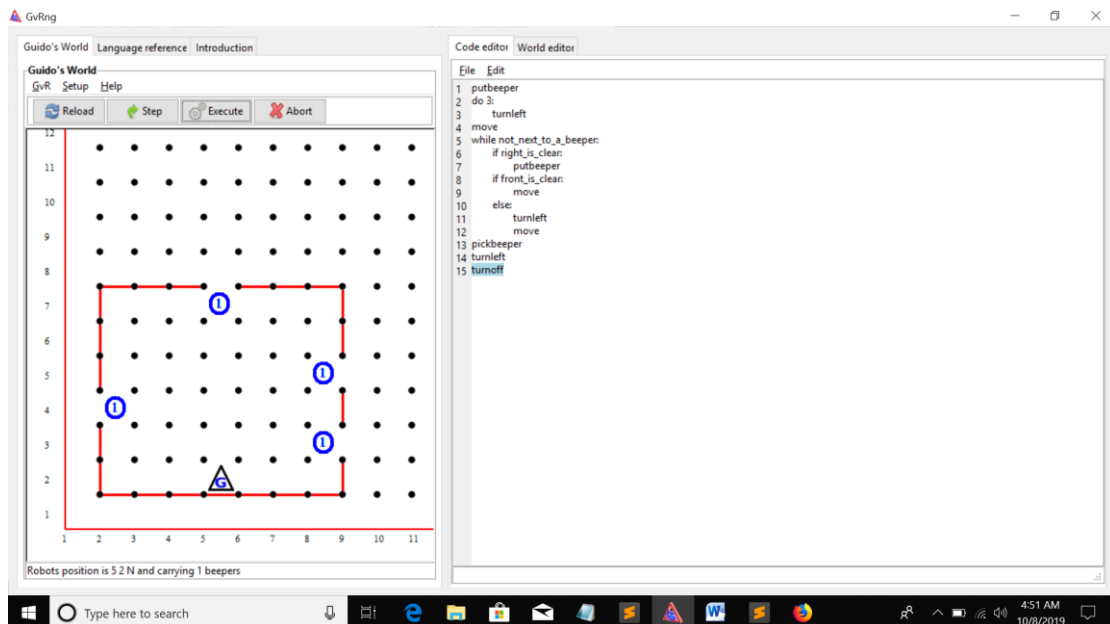 GvRng
Guido's World Language reference Introduction
Guido's World
GvR Setup Help
Reload Step Execute Abort
12
11
10
9
8
7
1
6
5
1
4
1
3
1
2
G
1
1 2 3 4 5 6 7 8 9 10 11
Robots position is 5 2 N and carrying 1 beepers
Code editor World editor
File Edit
1 putbeeper
2 do 3:
3 turnleft
4 move
5 while not_next_to_a_beeper:
6 if right_is_clear:
7 putbeeper
8 if front_is_clear:
9 move
10 else:
11 turnleft
12 move
13 pickbeeper
14 turnleft
15 turnoff
Type here to search
4:51 AM
10/8/2019